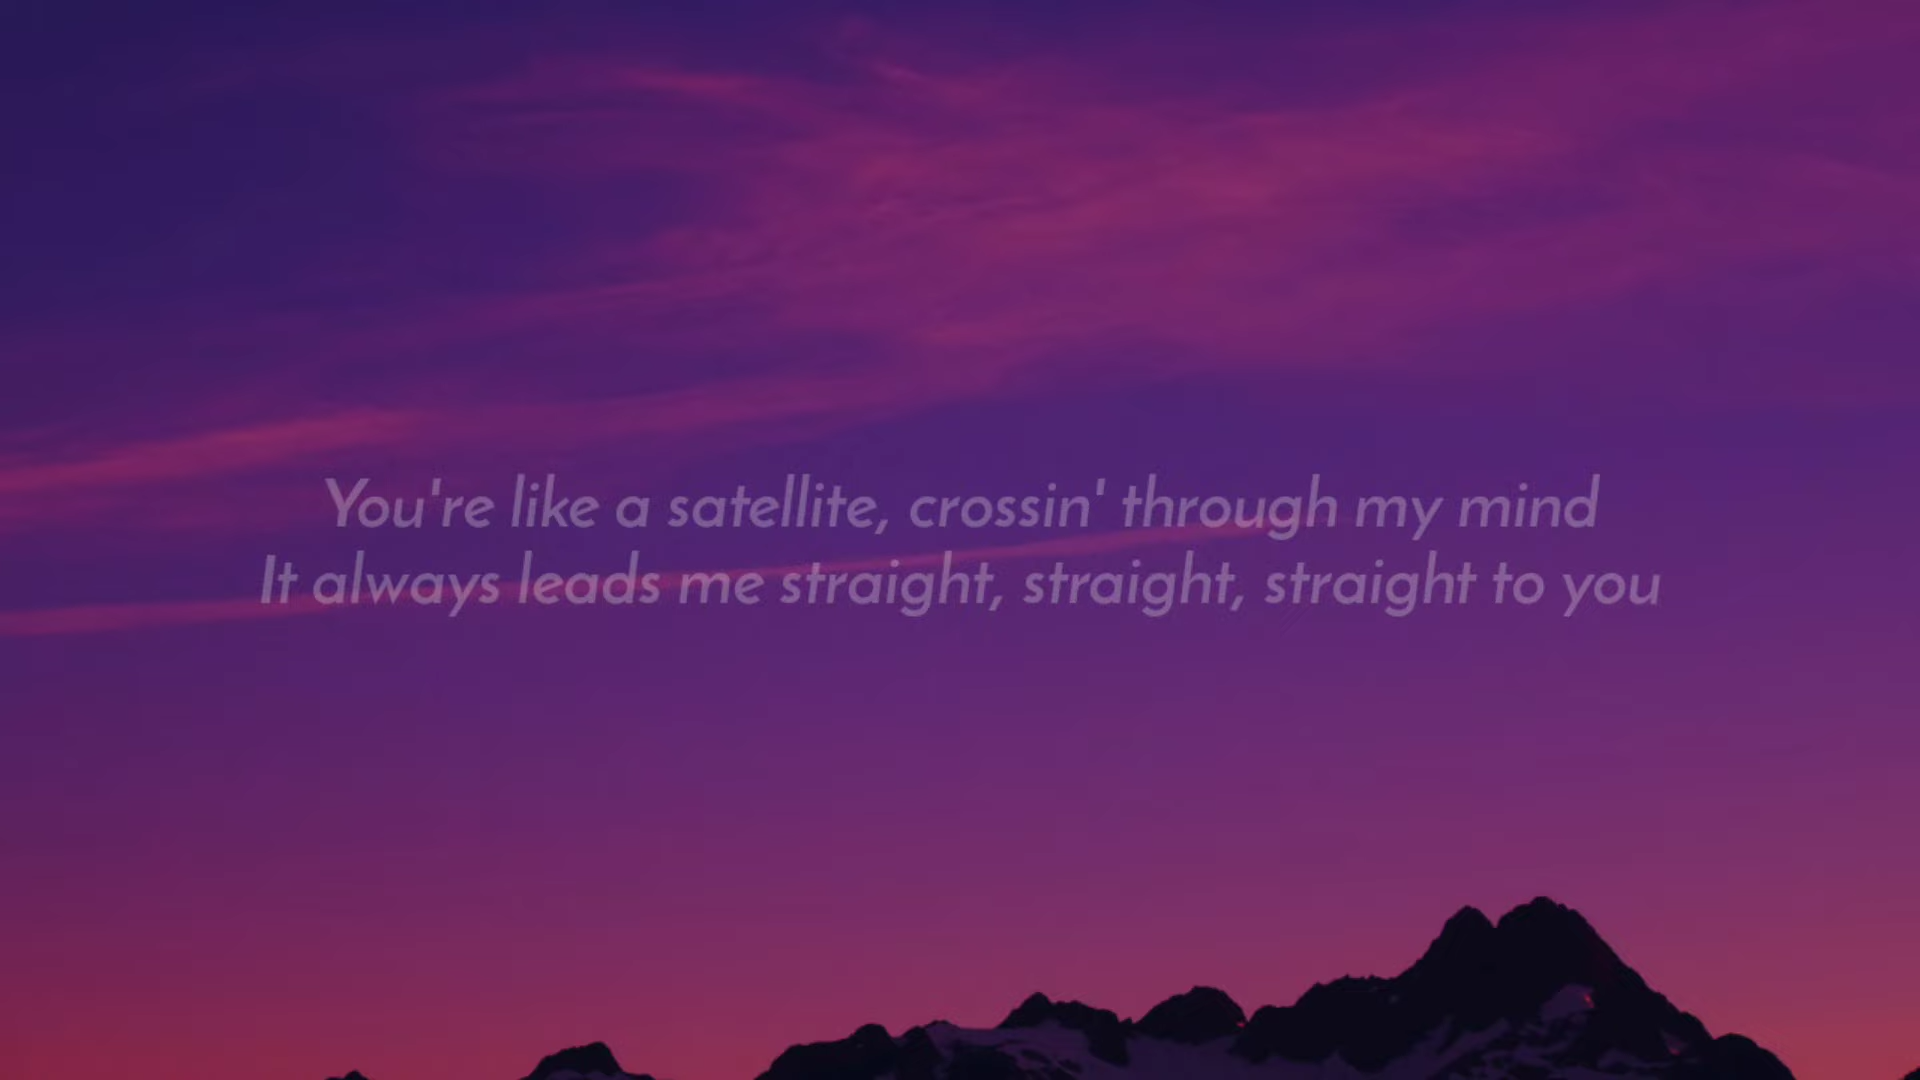 You're like a satellite, crossin' through my mind
It always leads me straight, straight, straight to you